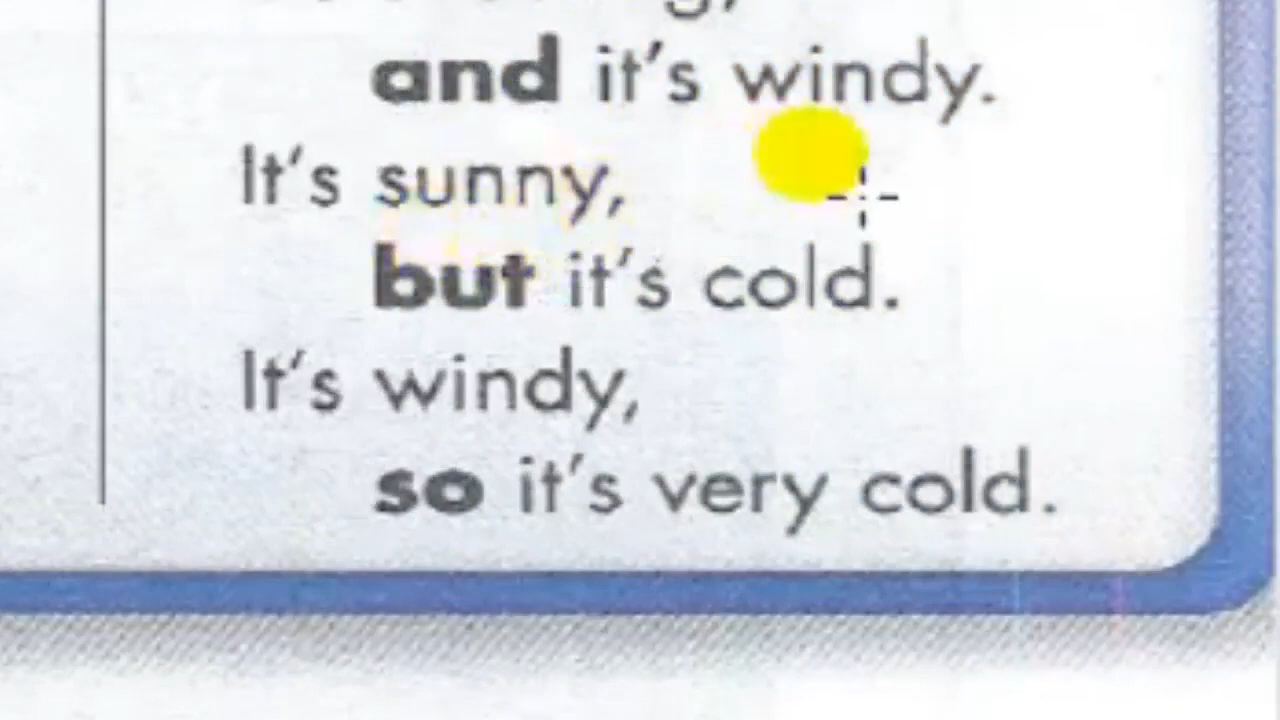 and it's windy.
It's sunny,
but it's cold.
It's windy,
so it's very cold.